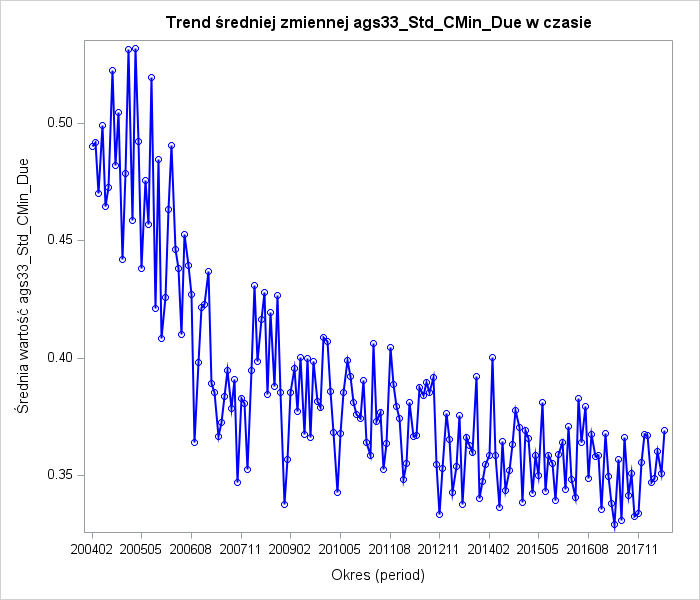 Trend średniej zmiennej ags33_Std_CMin_Due w czasie
Średnia wartość ags33_Std_CMin_Due
0.50
0.45
0.40
0.35
200402 200505 200608 200711 200902 201005 201108 201211 201402 201505 201608 201711
Okres (period)